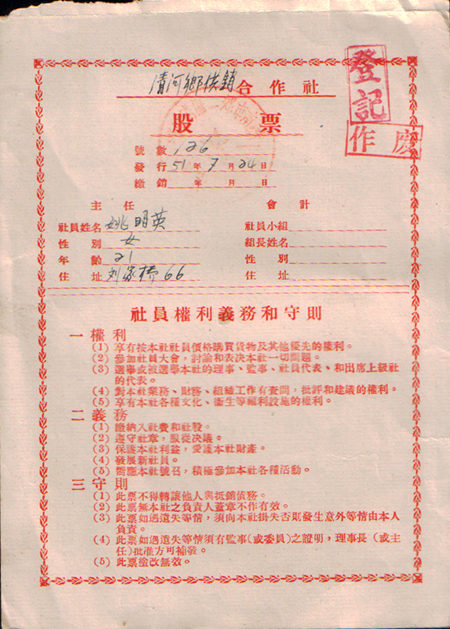 清河鄉供銷合作社
登記
作廢
股票
號數 126
發行 51年7月24日
繳銷 年 月 日
主任 會計
社員姓名 姚明英 社員小組
性別 女 組長姓名
年齡 21 性別
住址 刘家桥66 住址
社員權利義務和守則
一 權利
(1) 享有按本社社員價格購買貨物及其他優先的權利。
(2) 參加社員大會，討論和表决本社一切問題。
(3) 選舉或被選舉本社的理事、監事、社員代表、和出席上級社
的代表。
(4) 對本社業務、財務、組織工作有查問，批评和建議的權利。
(5) 享有本社各種文化、衛生等福利設施的權利。
二 義務
(1) 繳納入社費和社股。
(2) 遵守社章，服從决議。
(3) 保護本社利益，愛護本社財產。
(4) 發展新社員。
(5) 響應本社號召，積極參加本社各種活動。
三 守則
(1) 此票不得轉讓他人與抵銷債務。
(2) 此票無本社之負責人蓋章不作有效。
(3) 此票如遇遺失等情，須向本社掛失否則發生意外等情由本人
負責。
(4) 此票如遇遺失等情須有監事(或委員)之證明，理事長（或主
任)批准方可補發。
(5) 此票塗改無效。